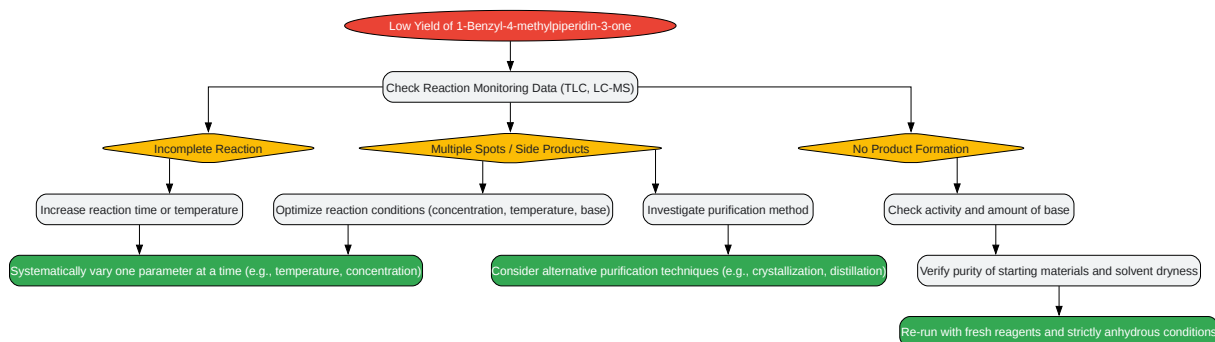 Low Yield of 1-Benzyl-4-methylpiperidin-3-one
Check Reaction Monitoring Data (TLC, LC-MS)
Incomplete Reaction
Multiple Spots / Side Products
No Product Formation
Increase reaction time or temperature
Optimize reaction conditions (concentration, temperature, base)
Investigate purification method
Check activity and amount of base
Systematically vary one parameter at a time (e.g., temperature, concentration)
Consider alternative purification techniques (e.g., crystallization, distillation)
Verify purity of starting materials and solvent dryness
Re-run with fresh reagents and strictly anhydrous conditions